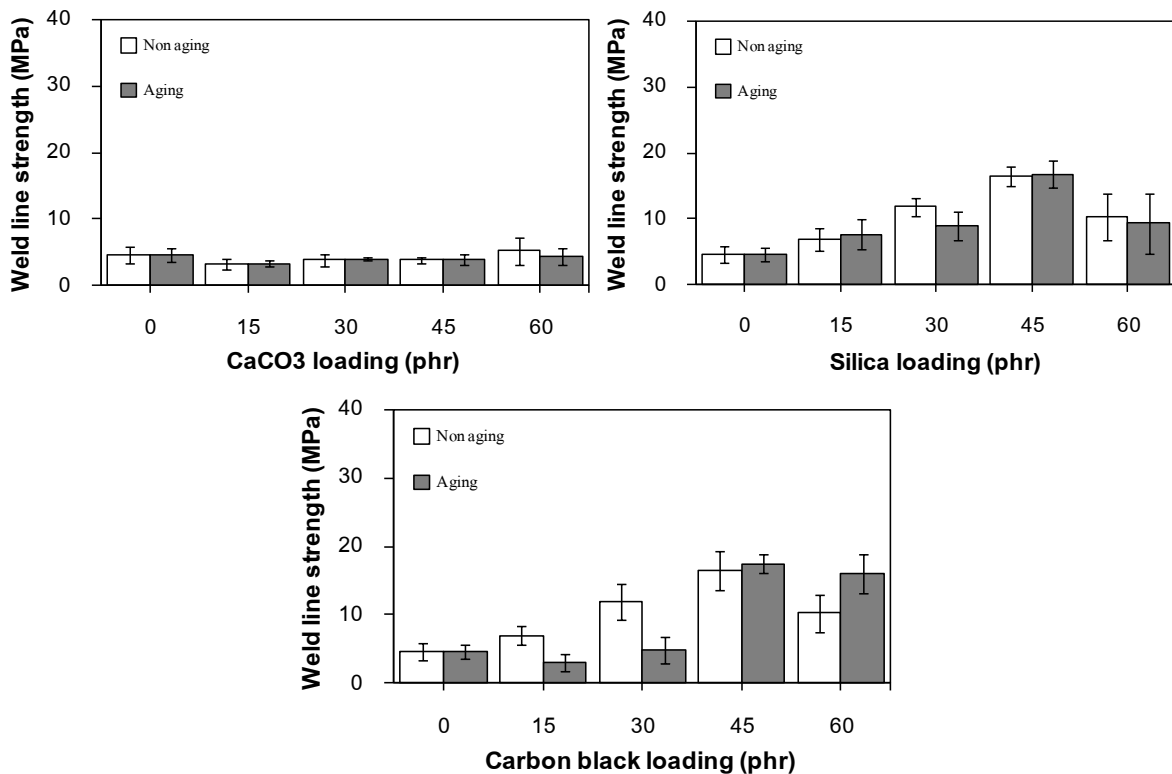 Weld line strength (MPa)
40
30
20
10
0
Non aging
Aging
0 15 30 45 60
CaCO3 loading (phr)
Weld line strength (MPa)
40
30
20
10
0
Non aging
Aging
0 15 30 45 60
Silica loading (phr)
Weld line strength (MPa)
40
30
20
10
0
Non aging
Aging
0 15 30 45 60
Carbon black loading (phr)